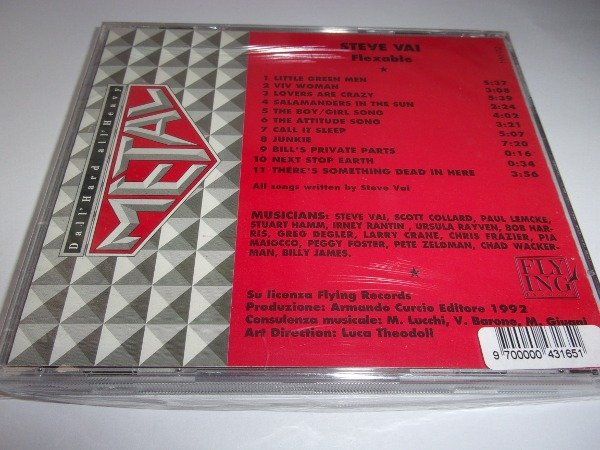 Dall'Hard all'Heavy
METAL
STEVE VAI
Flexable
1 LITTLE GREEN MEN 5:37
2 VIV WOMAN 3:08
3 LOVERS ARE CRAZY 5:39
4 SALAMANDERS IN THE SUN 2:24
5 THE BOY/GIRL SONG 4:02
6 THE ATTITUDE SONG 3:21
7 CALL IT SLEEP 5:07
8 JUNKIE 7:20
9 BILL'S PRIVATE PARTS 0:16
10 NEXT STOP EARTH 0:34
11 THERE'S SOMETHING DEAD IN HERE 3:56
All songs written by Steve Vai
MUSICIANS: STEVE VAI, SCOTT COLLARD, PAUL LEMCKE,
STUART HAMM, IRNEY RANTIN, URSULA RAYVEN, BOB HAR-
RIS, GREG DEGLER, LARRY CRANE, CHRIS FRAZIER, PIA
MAIOCCO, PEGGY FOSTER, PETE ZELDMAN, CHAD WACKER-
MAN, BILLY JAMES.
FLY
ING
Su licenza Flying Records
Produzione: Armando Curcio Editore 1992
Consulenza musicale: M. Lucchi, V. Barone, M.
Art Direction: Luca Theodoli
9 700000 431651